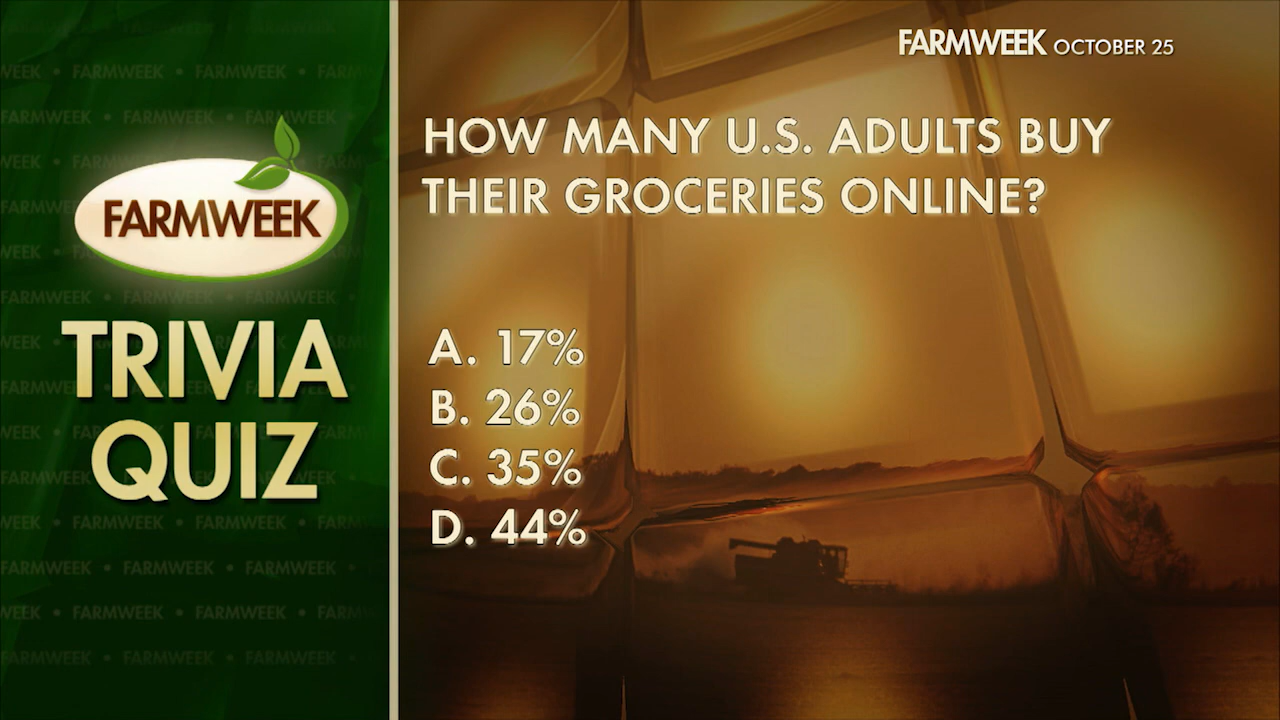 FARMWEEK OCTOBER 25
FARMWEEK
TRIVIA
QUIZ
HOW MANY U.S. ADULTS BUY
THEIR GROCERIES ONLINE?
A. 17%
B. 26%
C. 35%
D. 44%